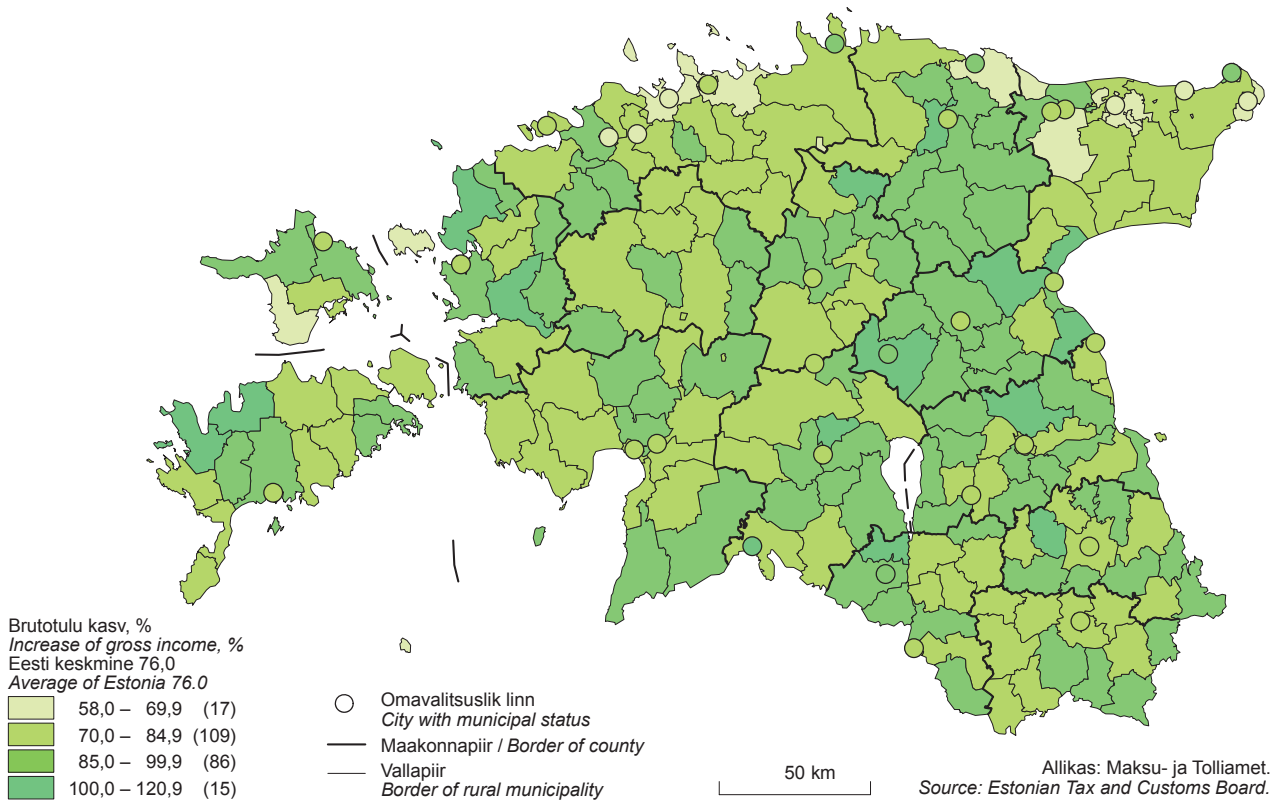 Brutotulu kasv, %
Increase of gross income, %
Eesti keskmine 76,0
Average of Estonia 76.0
58,0 – 69,9 (17)
70,0 – 84,9 (109)
85,0 – 99,9 (86)
100,0 – 120,9 (15)
Omavalitsuslik linn
City with municipal status
Maakonnapiir / Border of county
Vallapiir
Border of rural municipality
50 km
Allikas: Maksu- ja Tolliamet.
Source: Estonian Tax and Customs Board.